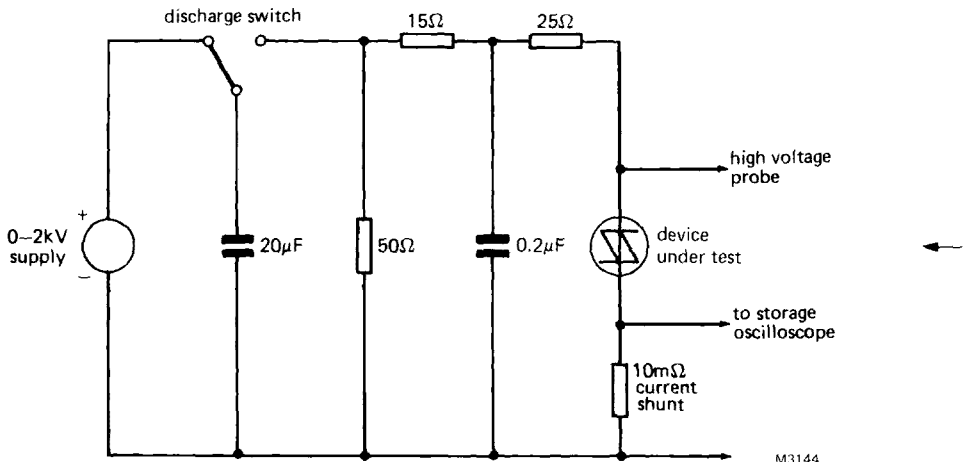 discharge switch
15Ω
25Ω
high voltage
probe
+
0–2kV
supply
−
20μF
50Ω
0.2μF
device
under test
to storage
oscilloscope
10mΩ
current
shunt
M3144